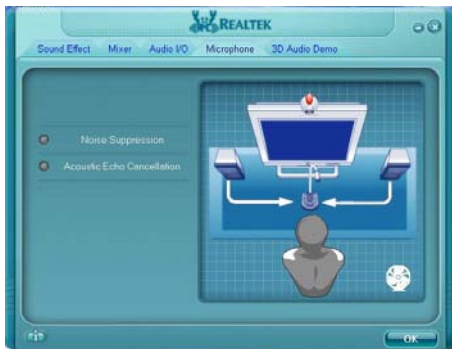 REALTEK
Sound Effect Mixer Audio I/O Microphone 3D Audio Demo
Noise Suppression
Acoustic Echo Cancellation
OK